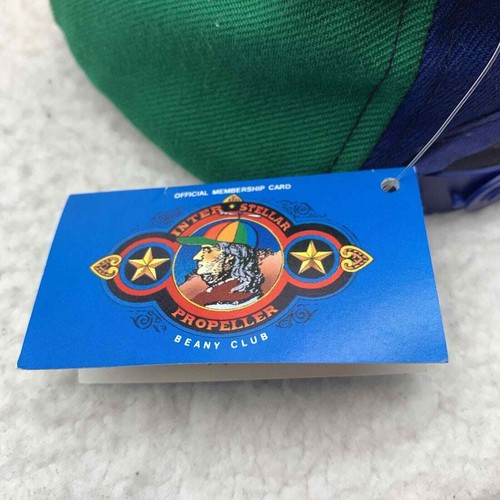 OFFICIAL MEMBERSHIP CARD
INTER STELLAR
PROPELLER
BEANY CLUB